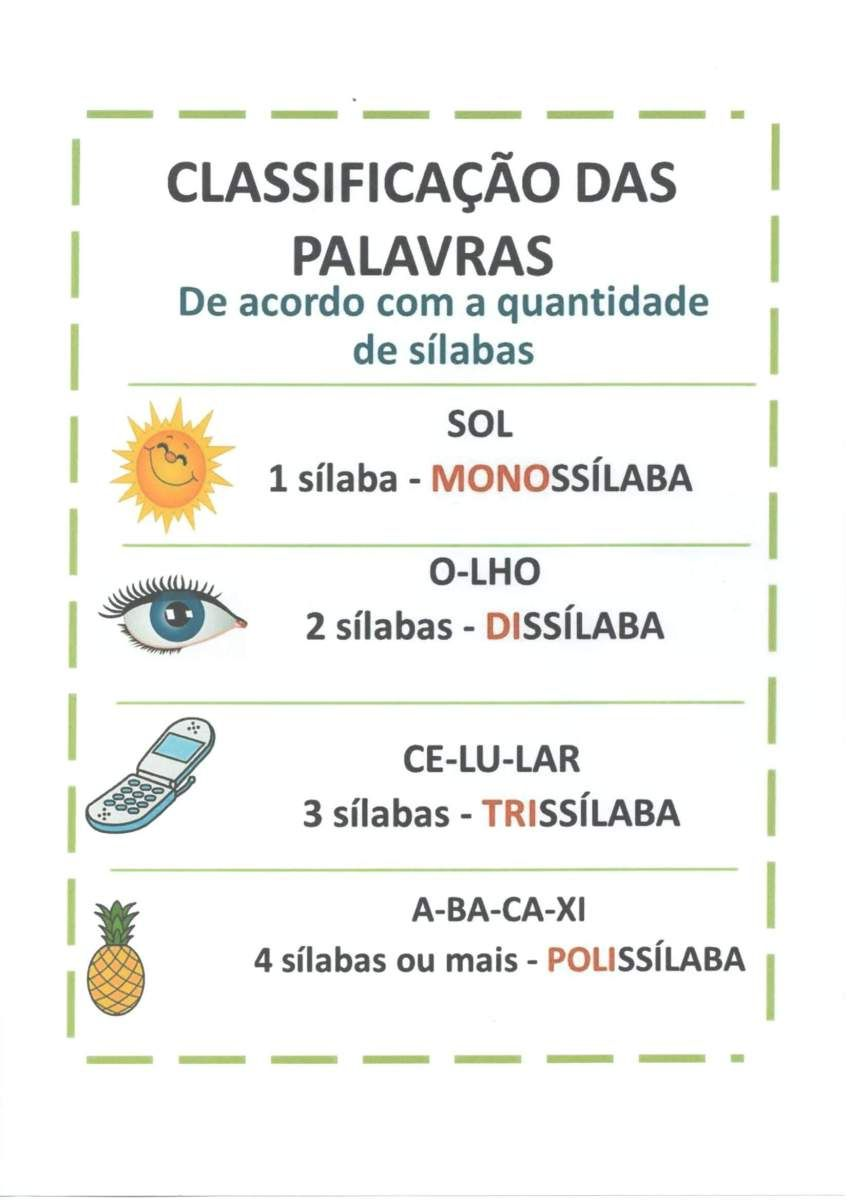 CLASSIFICAÇÃO DAS
PALAVRAS
De acordo com a quantidade
de sílabas
SOL
1 sílaba - MONOSSÍLABA
O-LHO
2 sílabas - DISSÍLABA
CE-LU-LAR
3 sílabas - TRISSÍLABA
A-BA-CA-XI
4 sílabas ou mais - POLISSÍLABA